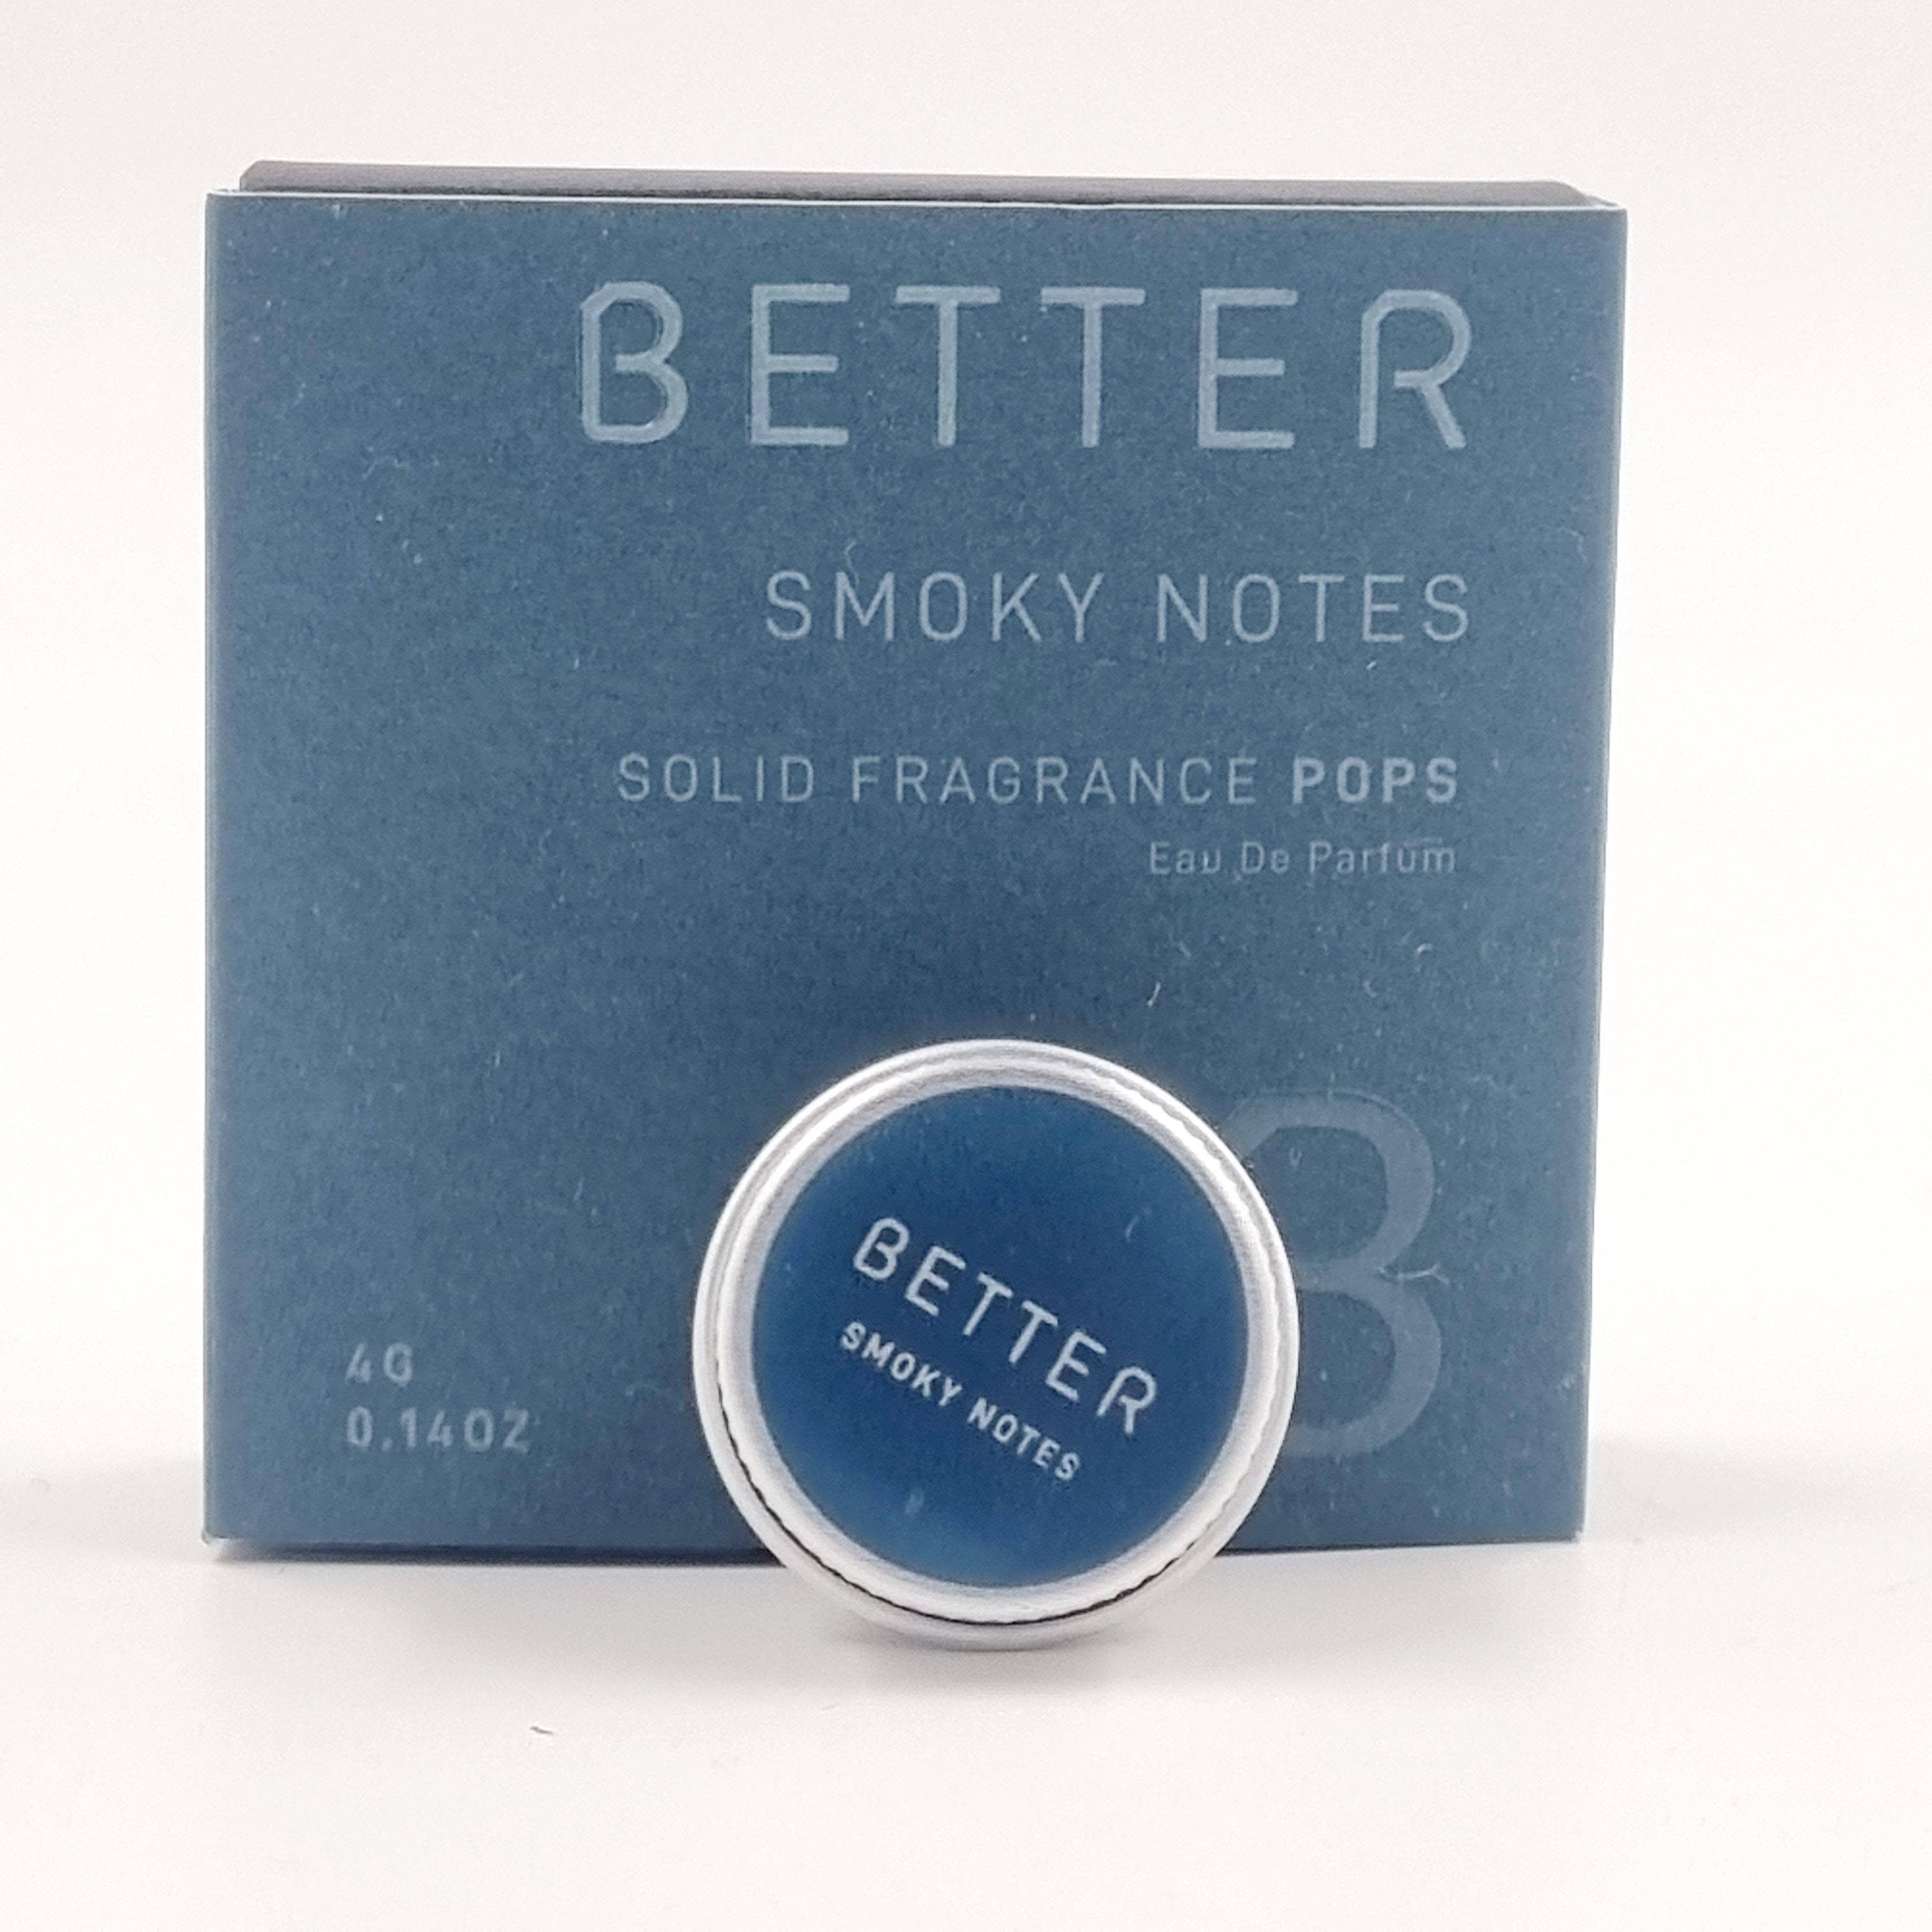 BETTER
SMOKY NOTES
SOLID FRAGRANCE POPS
Eau De Parfum
B
4G
0.14OZ
BETTER
SMOKY NOTES